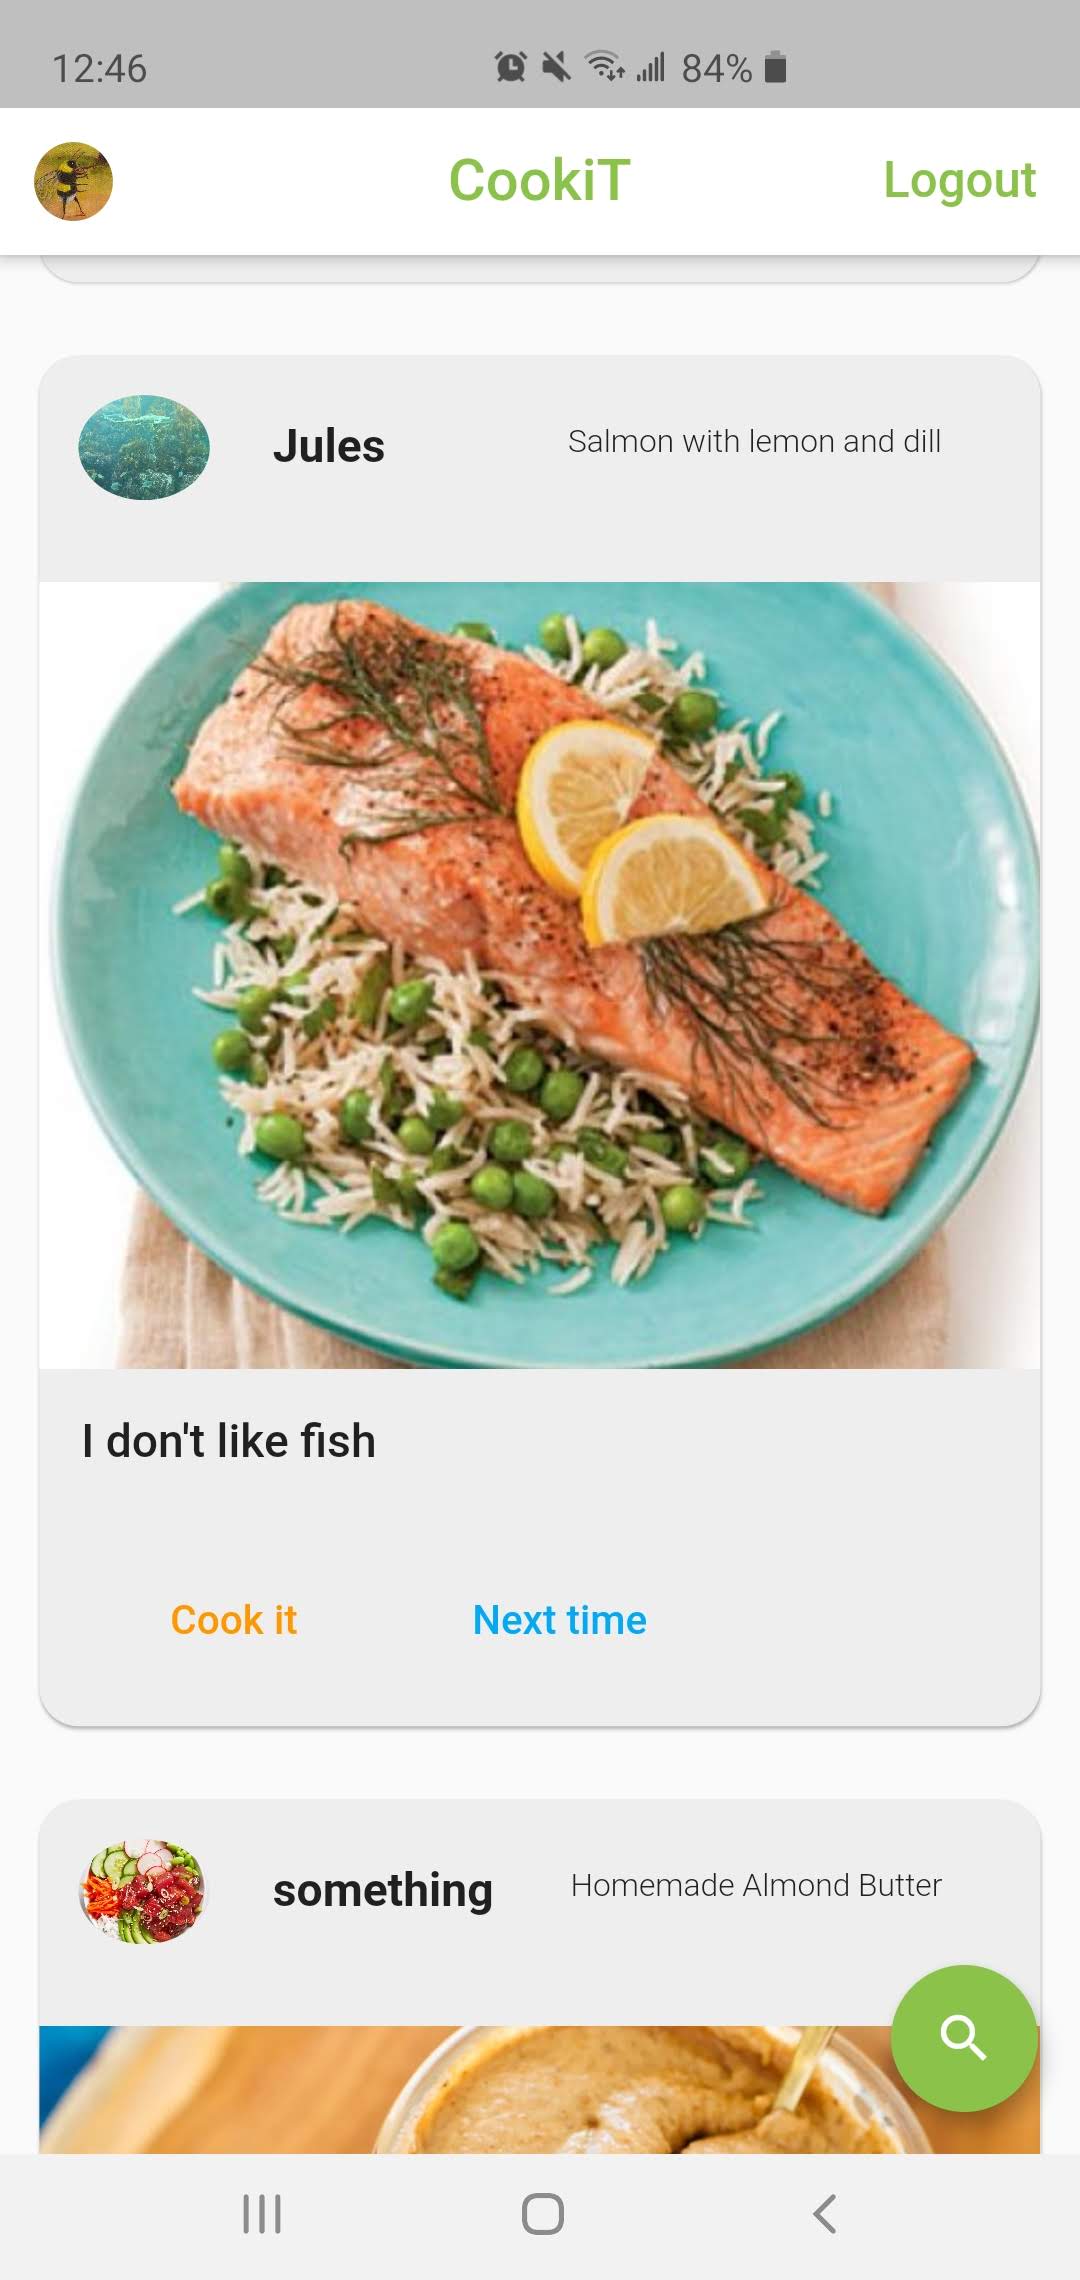 12:46
84%
CookiT
Logout
Jules
Salmon with lemon and dill
I don't like fish
Cook it
Next time
something
Homemade Almond Butter